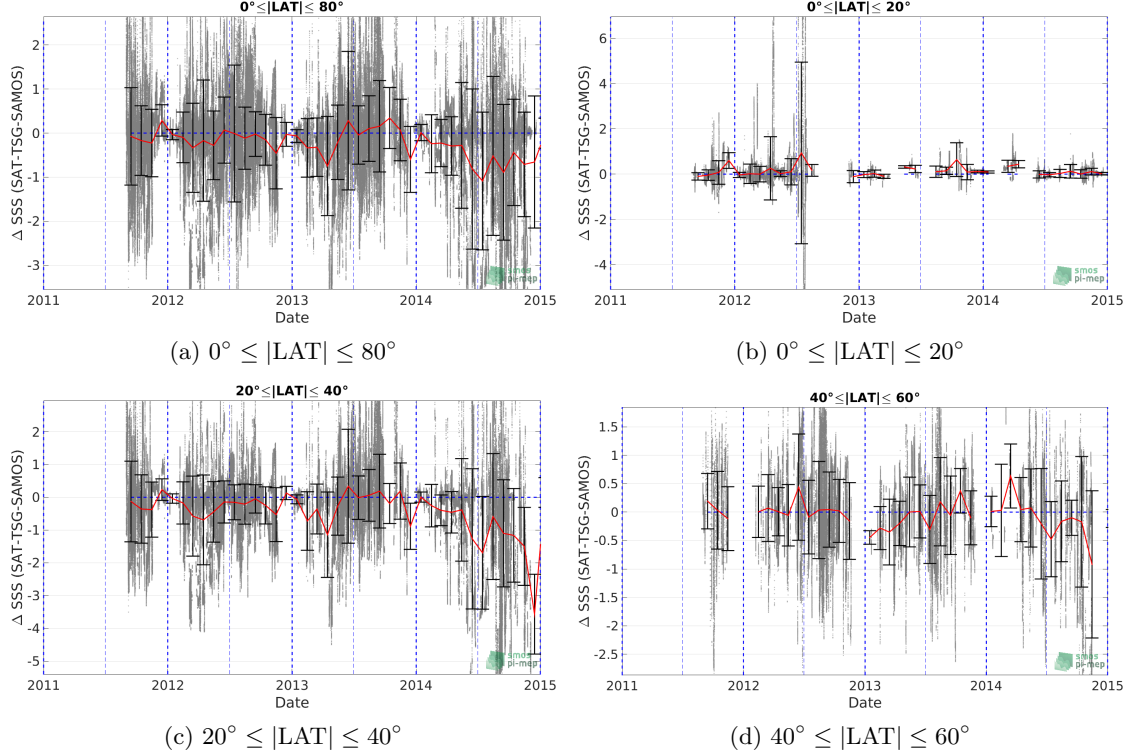 0°≤|LAT|≤ 80°
Δ SSS (SAT-TSG-SAMOS)
2
1
0
-1
-2
-3
2011
2012
2013
2014
2015
Date
smos
pi-mep
(a) 0° ≤ |LAT| ≤ 80°
0°≤|LAT|≤ 20°
Δ SSS (SAT-TSG-SAMOS)
6
4
2
0
-2
-4
2011
2012
2013
2014
2015
Date
smos
pi-mep
(b) 0° ≤ |LAT| ≤ 20°
20°≤|LAT|≤ 40°
Δ SSS (SAT-TSG-SAMOS)
2
1
0
-1
-2
-3
-4
-5
2011
2012
2013
2014
2015
Date
smos
pi-mep
(c) 20° ≤ |LAT| ≤ 40°
40°≤|LAT|≤ 60°
Δ SSS (SAT-TSG-SAMOS)
1.5
1
0.5
0
-0.5
-1
-1.5
-2
-2.5
2011
2012
2013
2014
2015
Date
smos
pi-mep
(d) 40° ≤ |LAT| ≤ 60°